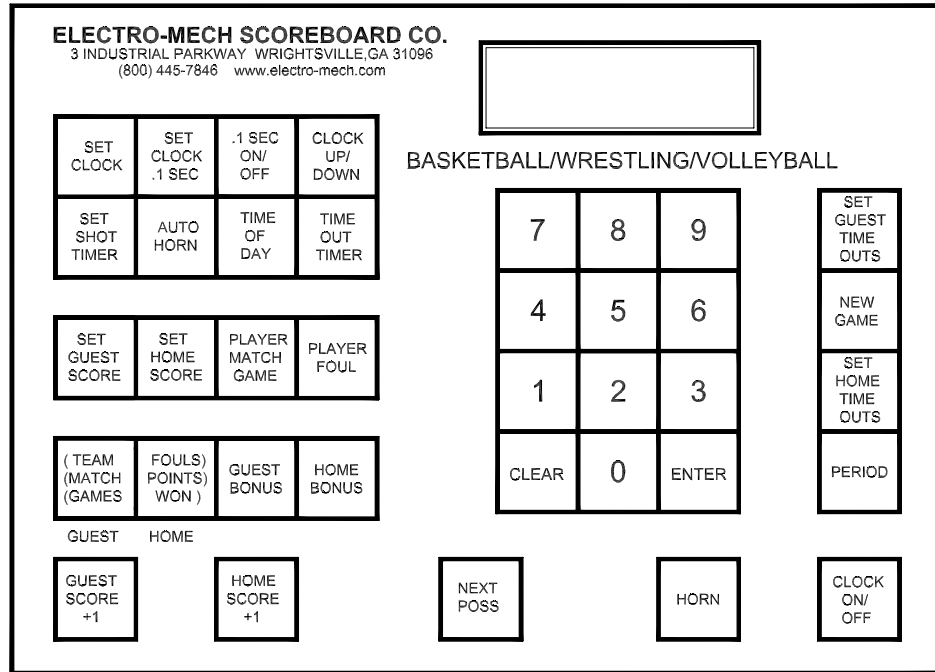 ELECTRO-MECH SCOREBOARD CO.
3 INDUSTRIAL PARKWAY WRIGHTSVILLE,GA 31096
(800) 445-7846 www.electro-mech.com
SET
CLOCK
SET
CLOCK
.1 SEC
.1 SEC
ON/
OFF
CLOCK
UP/
DOWN
SET
SHOT
TIMER
AUTO
HORN
TIME
OF
DAY
TIME
OUT
TIMER
SET
GUEST
SCORE
SET
HOME
SCORE
PLAYER
MATCH
GAME
PLAYER
FOUL
( TEAM
(MATCH
(GAMES
FOULS)
POINTS)
WON )
GUEST
BONUS
HOME
BONUS
GUEST HOME
GUEST
SCORE
+1
HOME
SCORE
+1
BASKETBALL/WRESTLING/VOLLEYBALL
7 8 9
4 5 6
1 2 3
CLEAR 0 ENTER
SET
GUEST
TIME
OUTS
NEW
GAME
SET
HOME
TIME
OUTS
PERIOD
NEXT
POSS
HORN
CLOCK
ON/
OFF